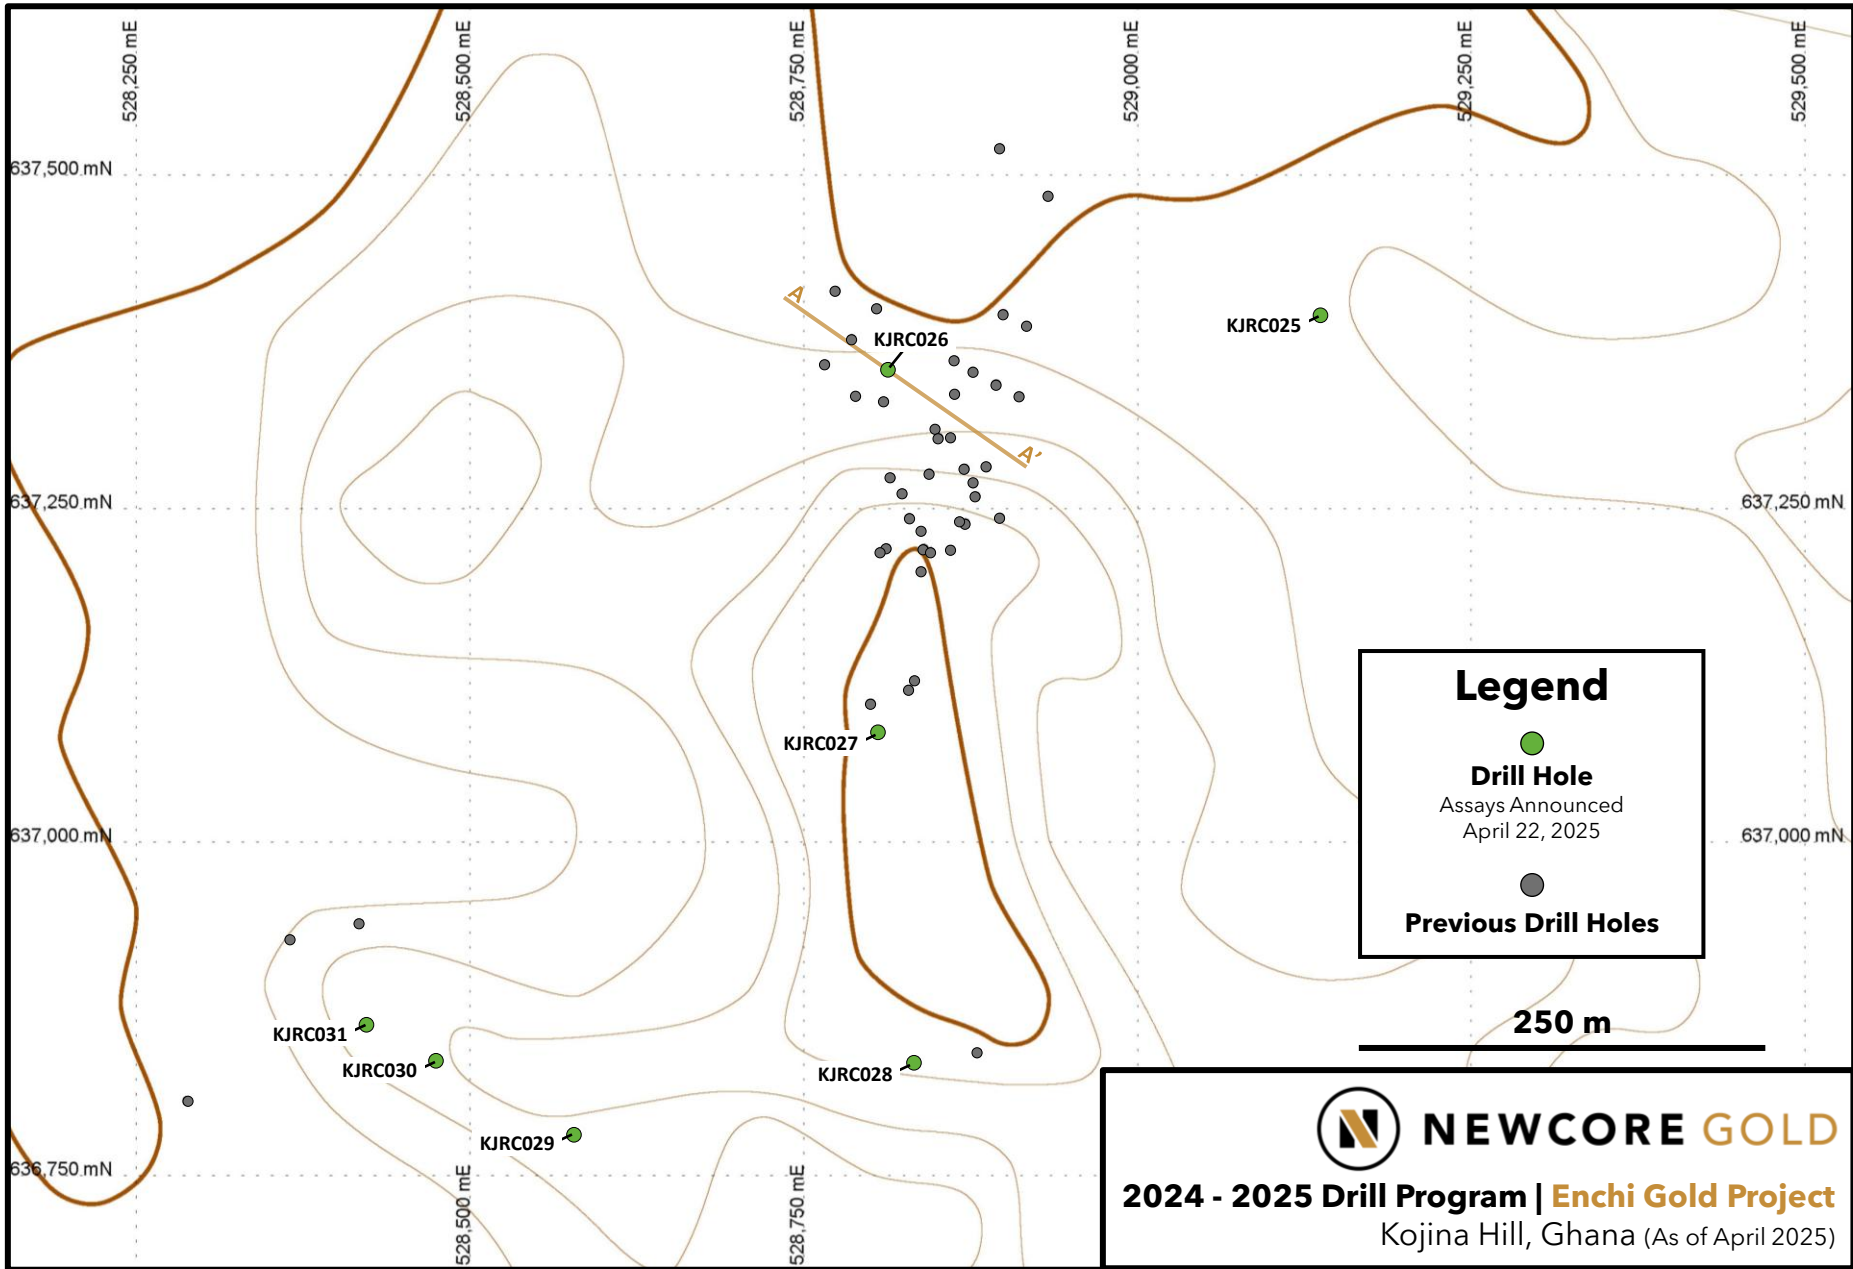 528,250 mE
528,500 mE
528,750 mE
529,000 mE
529,250 mE
529,500 mE
637,500 mN
A
KJRC026
KJRC025
A'
637,250 mN
637,250 mN
Legend
Drill Hole
Assays Announced
April 22, 2025
Previous Drill Holes
KJRC027
637,000 mN
637,000 mN
250 m
KJRC031
KJRC030
KJRC028
KJRC029
636,750 mN
528,500 mE
528,750 mE
N NEWCORE GOLD
2024 - 2025 Drill Program | Enchi Gold Project
Kojina Hill, Ghana (As of April 2025)